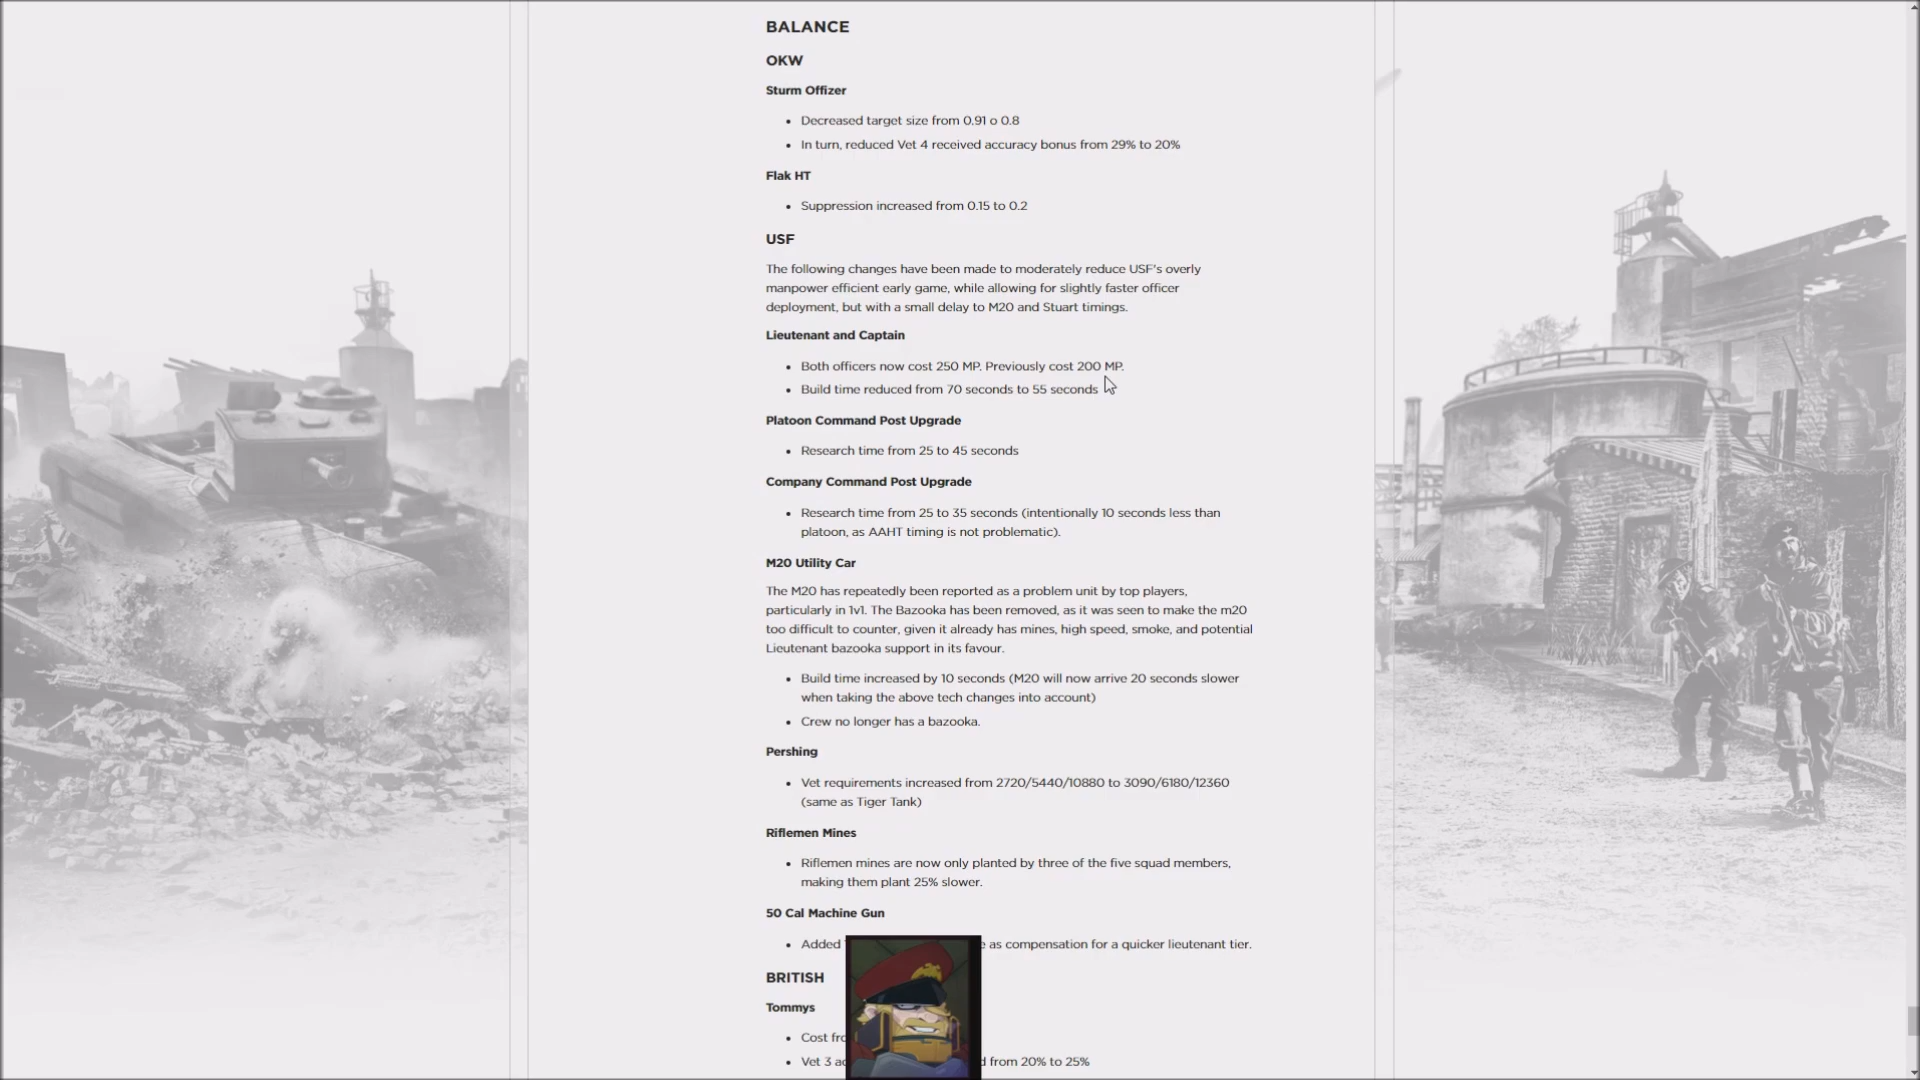 BALANCE
OKW
Sturm Offizer
• Decreased target size from 0.91 o 0.8
• In turn, reduced Vet 4 received accuracy bonus from 29% to 20%
Flak HT
• Suppression increased from 0.15 to 0.2
USF
The following changes have been made to moderately reduce USF's overly
manpower efficient early game, while allowing for slightly faster officer
deployment, but with a small delay to M20 and Stuart timings.
Lieutenant and Captain
• Both officers now cost 250 MP. Previously cost 200 MP.
• Build time reduced from 70 seconds to 55 seconds
Platoon Command Post Upgrade
• Research time from 25 to 45 seconds
Company Command Post Upgrade
• Research time from 25 to 35 seconds (intentionally 10 seconds less than
platoon, as AAHT timing is not problematic).
M20 Utility Car
The M20 has repeatedly been reported as a problem unit by top players,
particularly in 1v1. The Bazooka has been removed, as it was seen to make the m20
too difficult to counter, given it already has mines, high speed, smoke, and potential
Lieutenant bazooka support in its favour.
• Build time increased by 10 seconds (M20 will now arrive 20 seconds slower
when taking the above tech changes into account)
• Crew no longer has a bazooka.
Pershing
• Vet requirements increased from 2720/5440/10880 to 3090/6180/12360
(same as Tiger Tank)
Riflemen Mines
• Riflemen mines are now only planted by three of the five squad members,
making them plant 25% slower.
50 Cal Machine Gun
• Added as compensation for a quicker lieutenant tier.
BRITISH
Tommys
• Cost
• Vet 3 from 20% to 25%